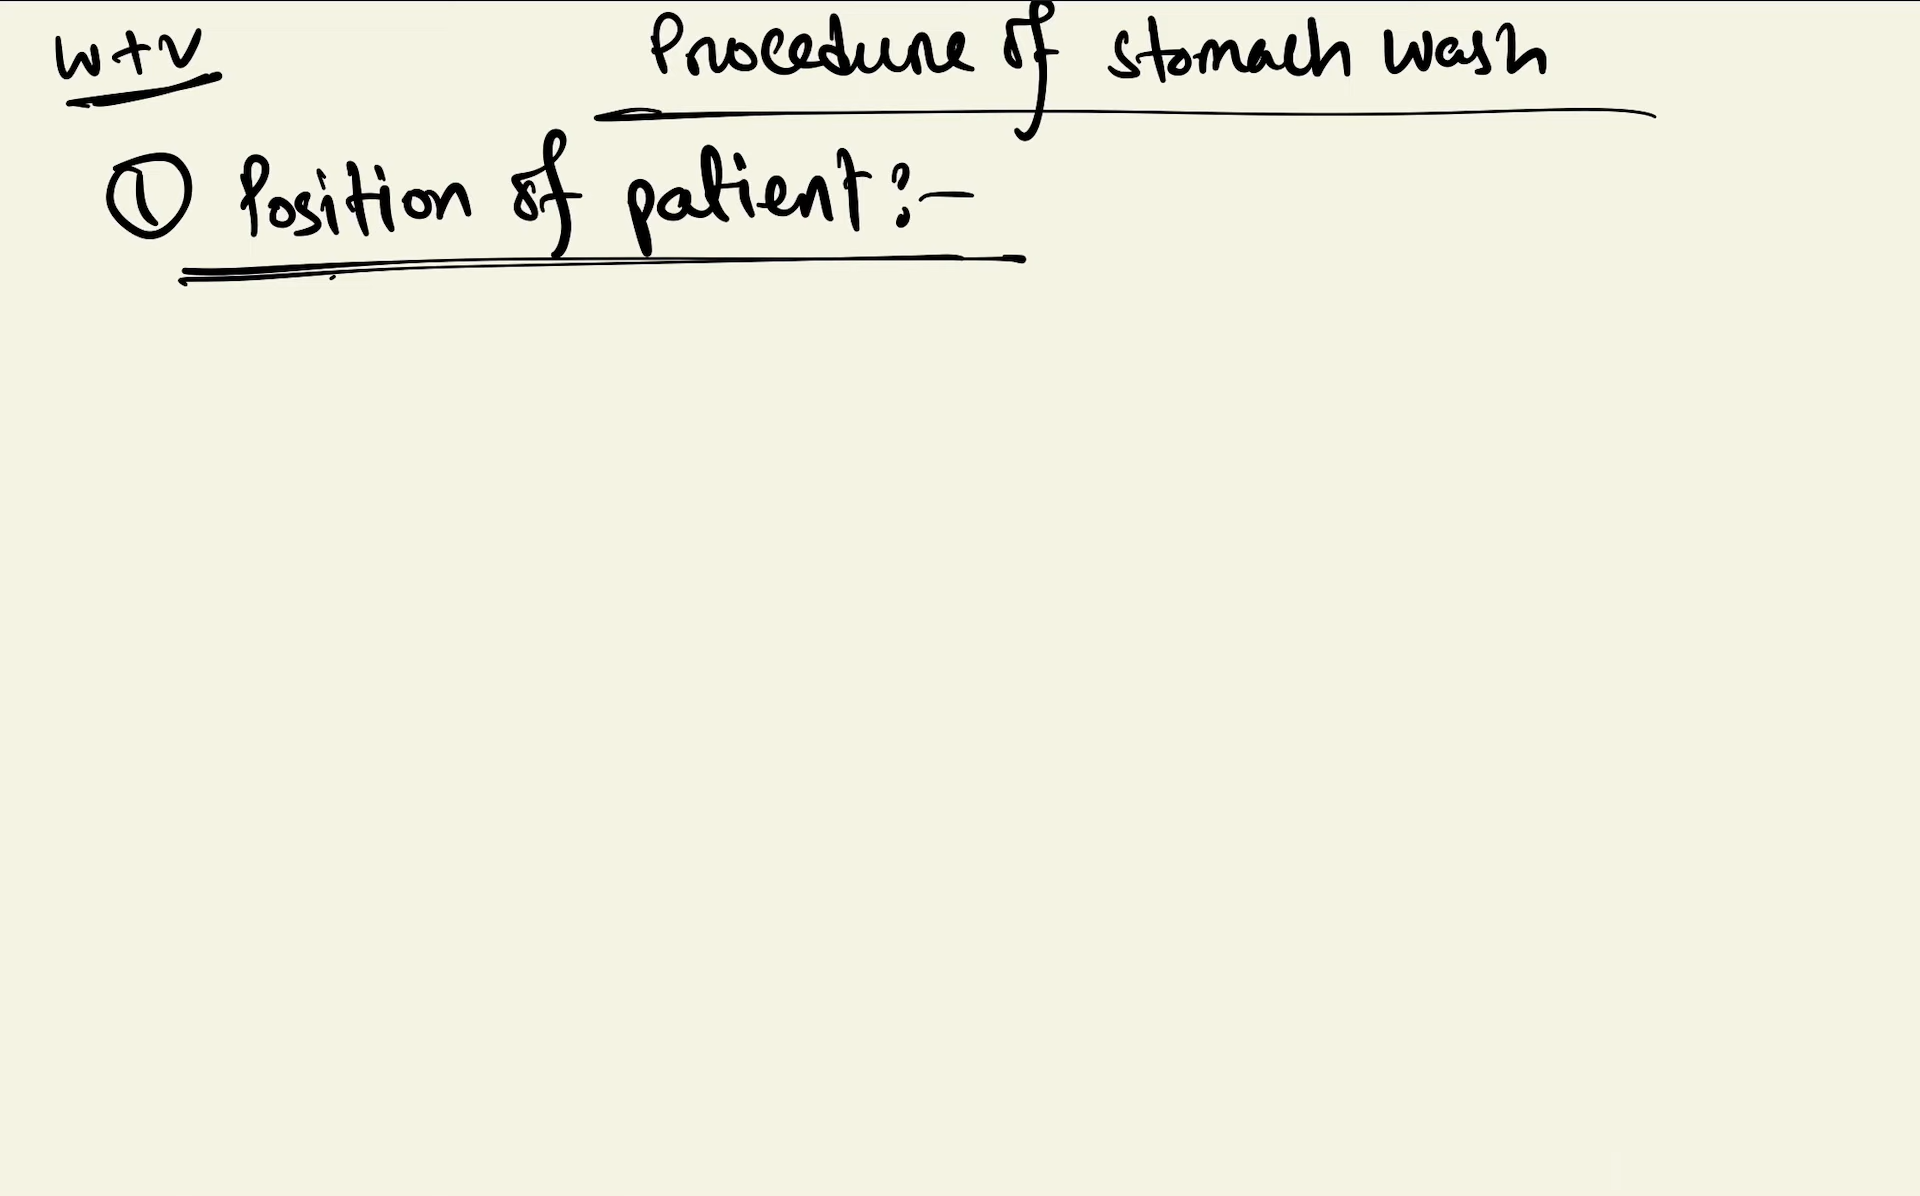 W+V
Procedure of stomach wash
① Position of patient:-